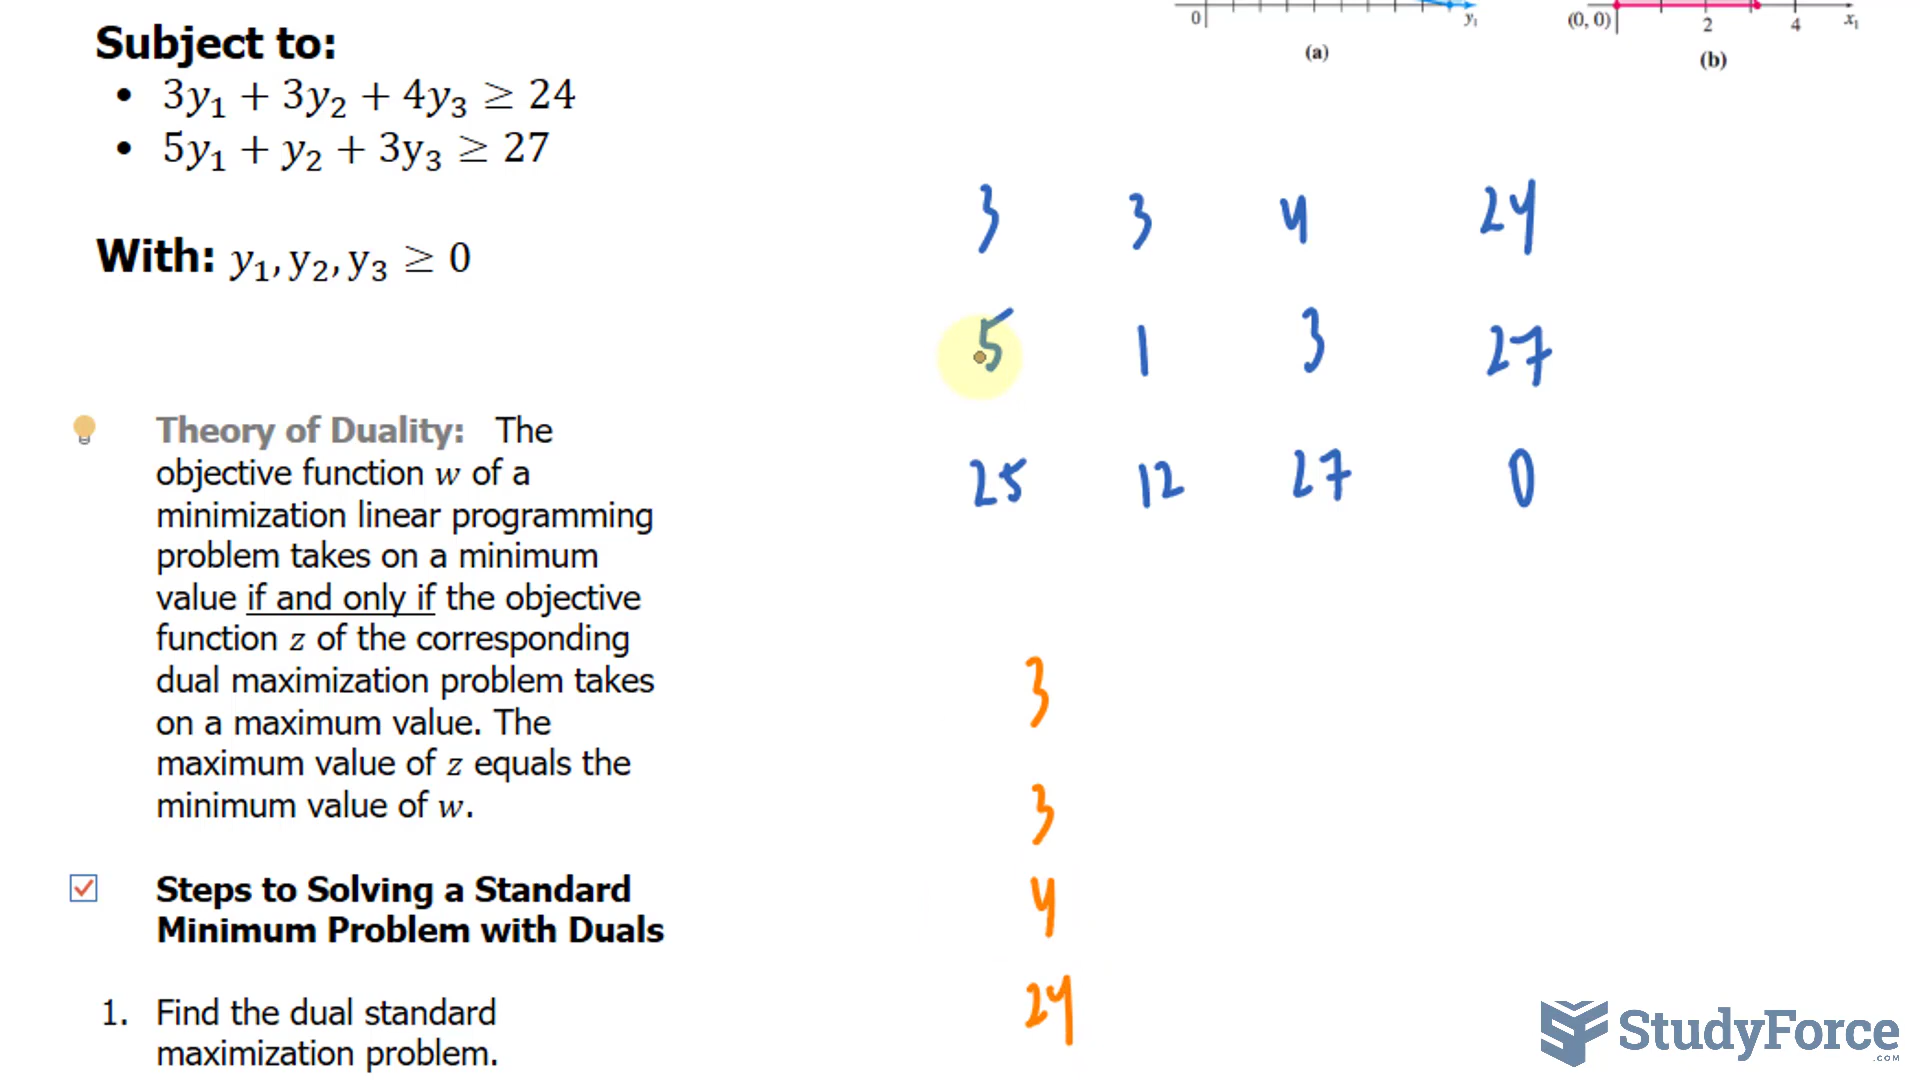 Subject to:
• 3y₁ + 3y₂ + 4y₃ ≥ 24
• 5y₁ + y₂ + 3y₃ ≥ 27
With: y₁, y₂, y₃ ≥ 0
Theory of Duality: The
objective function w of a
minimization linear programming
problem takes on a minimum
value if and only if the objective
function z of the corresponding
dual maximization problem takes
on a maximum value. The
maximum value of z equals the
minimum value of w.
Steps to Solving a Standard
Minimum Problem with Duals
1. Find the dual standard
maximization problem.
0 y₁
(a)
(0, 0) 2 4 x₁
(b)
3 3 4 24
5 1 3 27
25 12 27 0
3
3
4
24
StudyForce
.COM